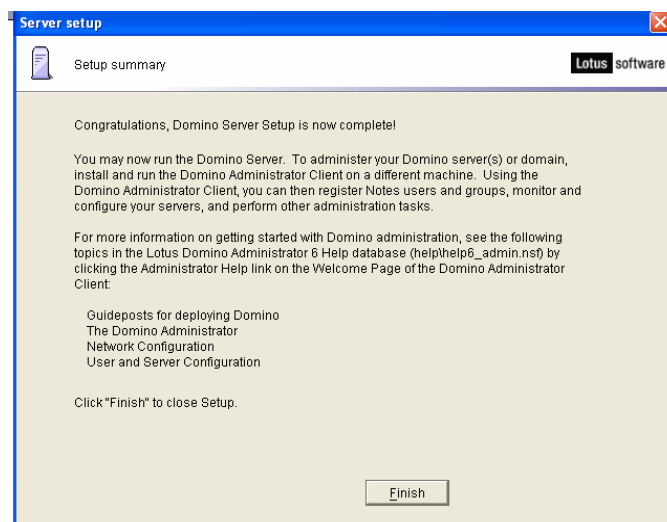 Server setup
Setup summary
Lotus software
Congratulations, Domino Server Setup is now complete!
You may now run the Domino Server. To administer your Domino server(s) or domain,
install and run the Domino Administrator Client on a different machine. Using the
Domino Administrator Client, you can then register Notes users and groups, monitor and
configure your servers, and perform other administration tasks.
For more information on getting started with Domino administration, see the following
topics in the Lotus Domino Administrator 6 Help database (help\help6_admin.nsf) by
clicking the Administrator Help link on the Welcome Page of the Domino Administrator
Client:
Guideposts for deploying Domino
The Domino Administrator
Network Configuration
User and Server Configuration
Click "Finish" to close Setup.
Finish